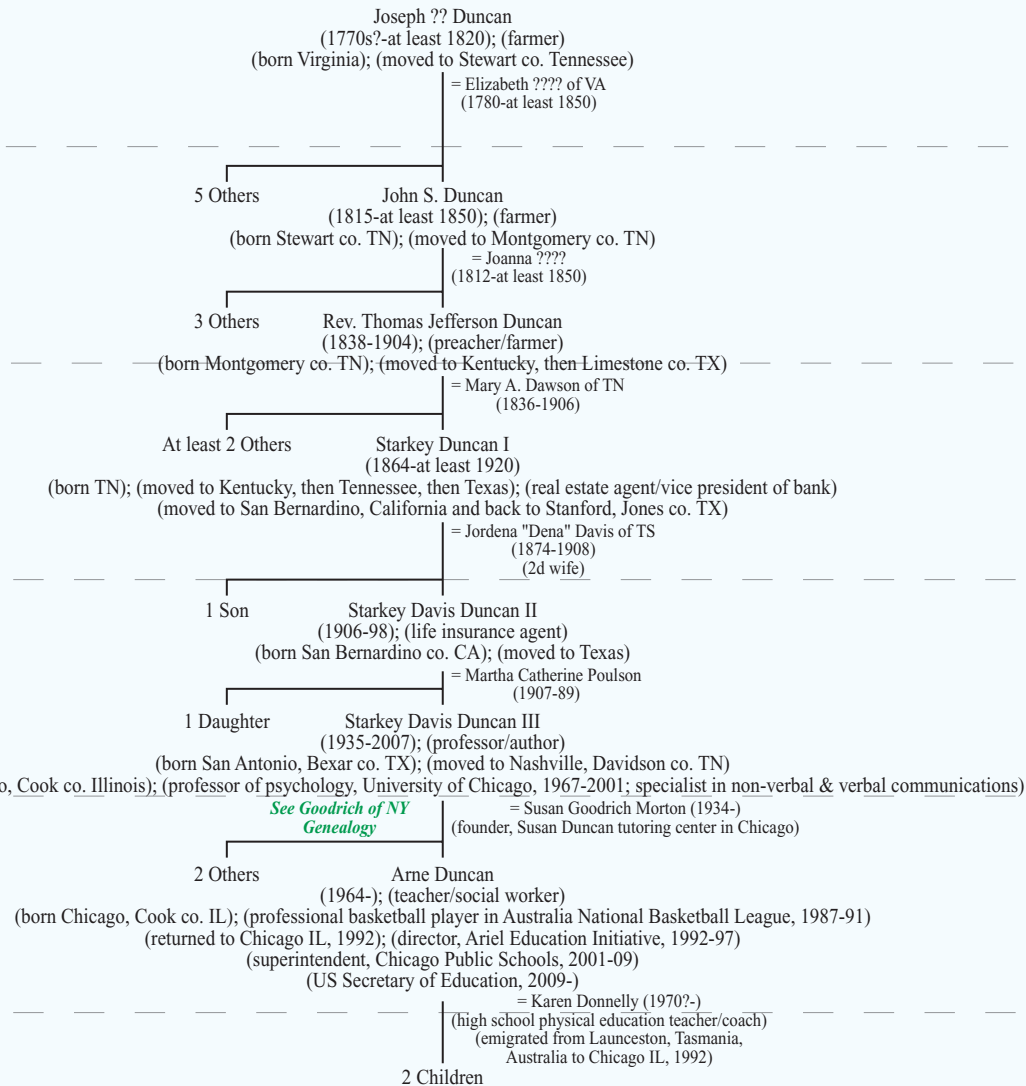 Joseph ?? Duncan
(1770s?-at least 1820); (farmer)
(born Virginia); (moved to Stewart co. Tennessee)
= Elizabeth ???? of VA
(1780-at least 1850)
5 Others
John S. Duncan
(1815-at least 1850); (farmer)
(born Stewart co. TN); (moved to Montgomery co. TN)
= Joanna ????
(1812-at least 1850)
3 Others
Rev. Thomas Jefferson Duncan
(1838-1904); (preacher/farmer)
(born Montgomery co. TN); (moved to Kentucky, then Limestone co. TX)
= Mary A. Dawson of TN
(1836-1906)
At least 2 Others
Starkey Duncan I
(1864-at least 1920)
(born TN); (moved to Kentucky, then Tennessee, then Texas); (real estate agent/vice president of bank)
(moved to San Bernardino, California and back to Stanford, Jones co. TX)
= Jordena "Dena" Davis of TS
(1874-1908)
(2d wife)
1 Son
Starkey Davis Duncan II
(1906-98); (life insurance agent)
(born San Bernardino co. CA); (moved to Texas)
= Martha Catherine Poulson
(1907-89)
1 Daughter
Starkey Davis Duncan III
(1935-2007); (professor/author)
(born San Antonio, Bexar co. TX); (moved to Nashville, Davidson co. TN)
o, Cook co. Illinois); (professor of psychology, University of Chicago, 1967-2001; specialist in non-verbal & verbal communications)
See Goodrich of NY
Genealogy
= Susan Goodrich Morton (1934-)
(founder, Susan Duncan tutoring center in Chicago)
2 Others
Arne Duncan
(1964-); (teacher/social worker)
(born Chicago, Cook co. IL); (professional basketball player in Australia National Basketball League, 1987-91)
(returned to Chicago IL, 1992); (director, Ariel Education Initiative, 1992-97)
(superintendent, Chicago Public Schools, 2001-09)
(US Secretary of Education, 2009-)
= Karen Donnelly (1970?-)
(high school physical education teacher/coach)
(emigrated from Launceston, Tasmania,
Australia to Chicago IL, 1992)
2 Children